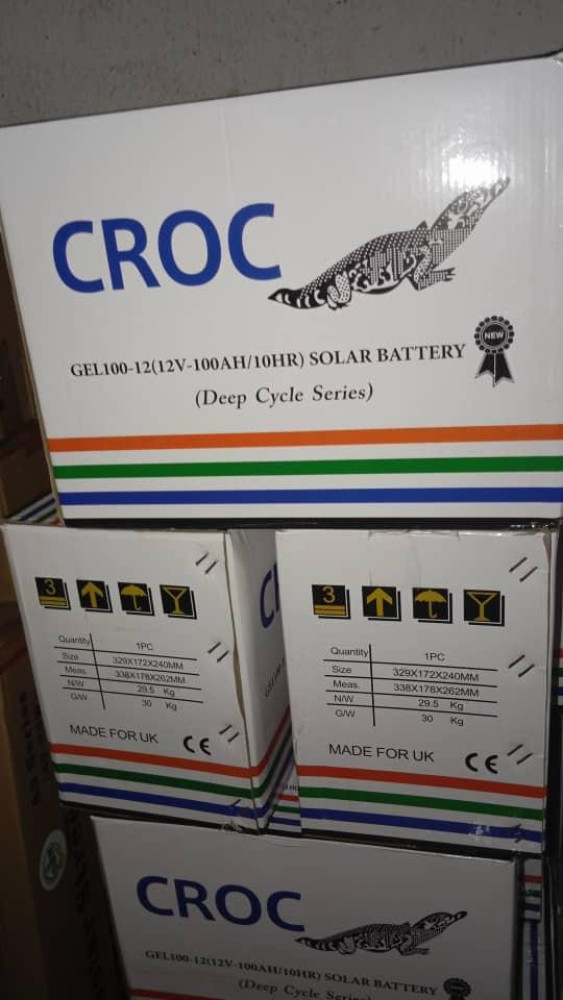 CROC
GEL100-12(12V-100AH/10HR) SOLAR BATTERY
NEW
(Deep Cycle Series)
3
Quantity 1PC
Size 329X172X240MM
Meas. 338X178X262MM
N/W 29.5 Kg
G/W 30 Kg
MADE FOR UK CE
3
Quantity 1PC
Size 329X172X240MM
Meas. 338X178X262MM
N/W 29.5 Kg
G/W 30 Kg
MADE FOR UK CE
CROC
GEL100-12(12V-100AH/10HR) SOLAR BATTERY
(Deep Cycle